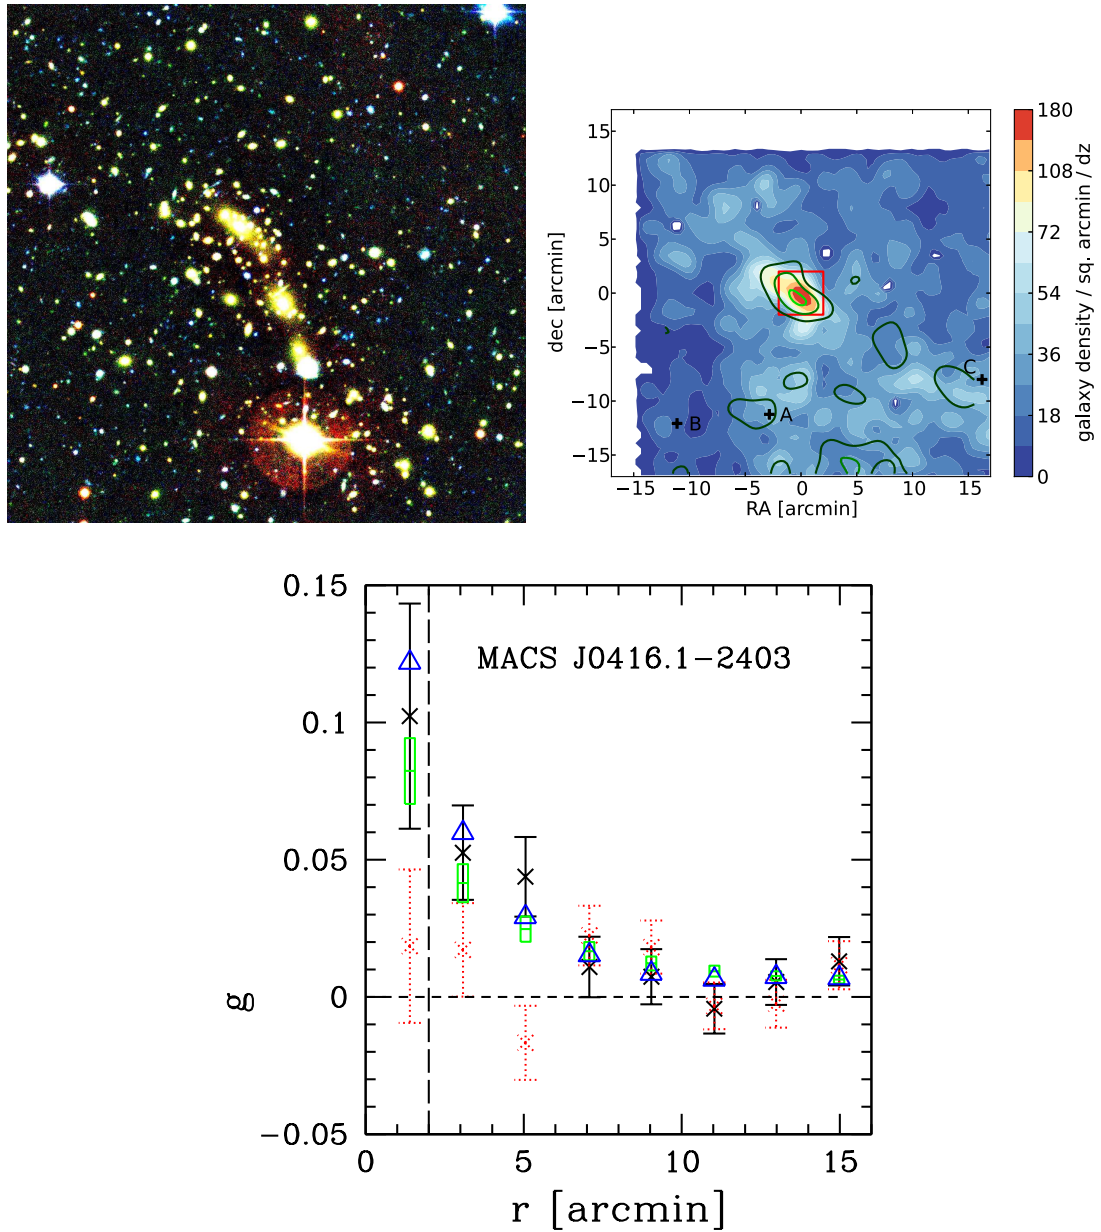 180
15
10
108
5
72
0
54
−5
36
−10
18
−15
0
−15 −10 −5 0 5 10 15
dec [arcmin]
RA [arcmin]
galaxy density / sq. arcmin / dz
C
A
B
0.15
MACS J0416.1−2403
0.1
0.05
g
0
−0.05
0 5 10 15
r [arcmin]